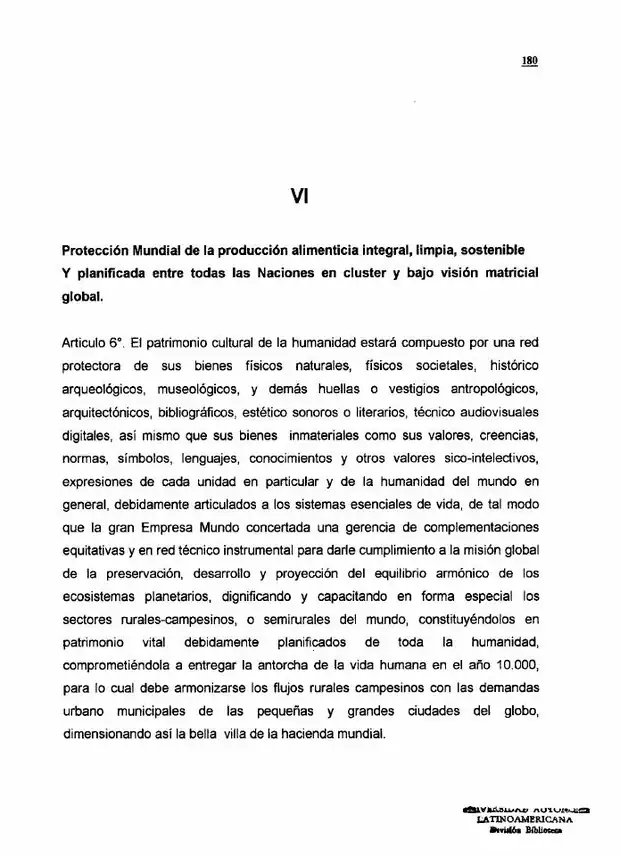 180
VI
Protección Mundial de la producción alimenticia integral, limpia, sostenible
Y planificada entre todas las Naciones en cluster y bajo visión matricial
global.
Articulo 6°. El patrimonio cultural de la humanidad estará compuesto por una red
protectora de sus bienes físicos naturales, físicos societales, histórico
arqueológicos, museológicos, y demás huellas o vestigios antropológicos,
arquitectónicos, bibliográficos, estético sonoros o literarios, técnico audiovisuales
digitales, así mismo que sus bienes inmateriales como sus valores, creencias,
normas, símbolos, lenguajes, conocimientos y otros valores sico-intelectivos,
expresiones de cada unidad en particular y de la humanidad del mundo en
general, debidamente articulados a los sistemas esenciales de vida, de tal modo
que la gran Empresa Mundo concertada una gerencia de complementaciones
equitativas y en red técnico instrumental para darle cumplimiento a la misión global
de la preservación, desarrollo y proyección del equilibrio armónico de los
ecosistemas planetarios, dignificando y capacitando en forma especial los
sectores rurales-campesinos, o semirurales del mundo, constituyéndolos en
patrimonio vital debidamente planificados de toda la humanidad,
comprometiéndola a entregar la antorcha de la vida humana en el año 10.000,
para lo cual debe armonizarse los flujos rurales campesinos con las demandas
urbano municipales de las pequeñas y grandes ciudades del globo,
dimensionando así la bella villa de la hacienda mundial.
LATINOAMERICANA
División Biblioteca